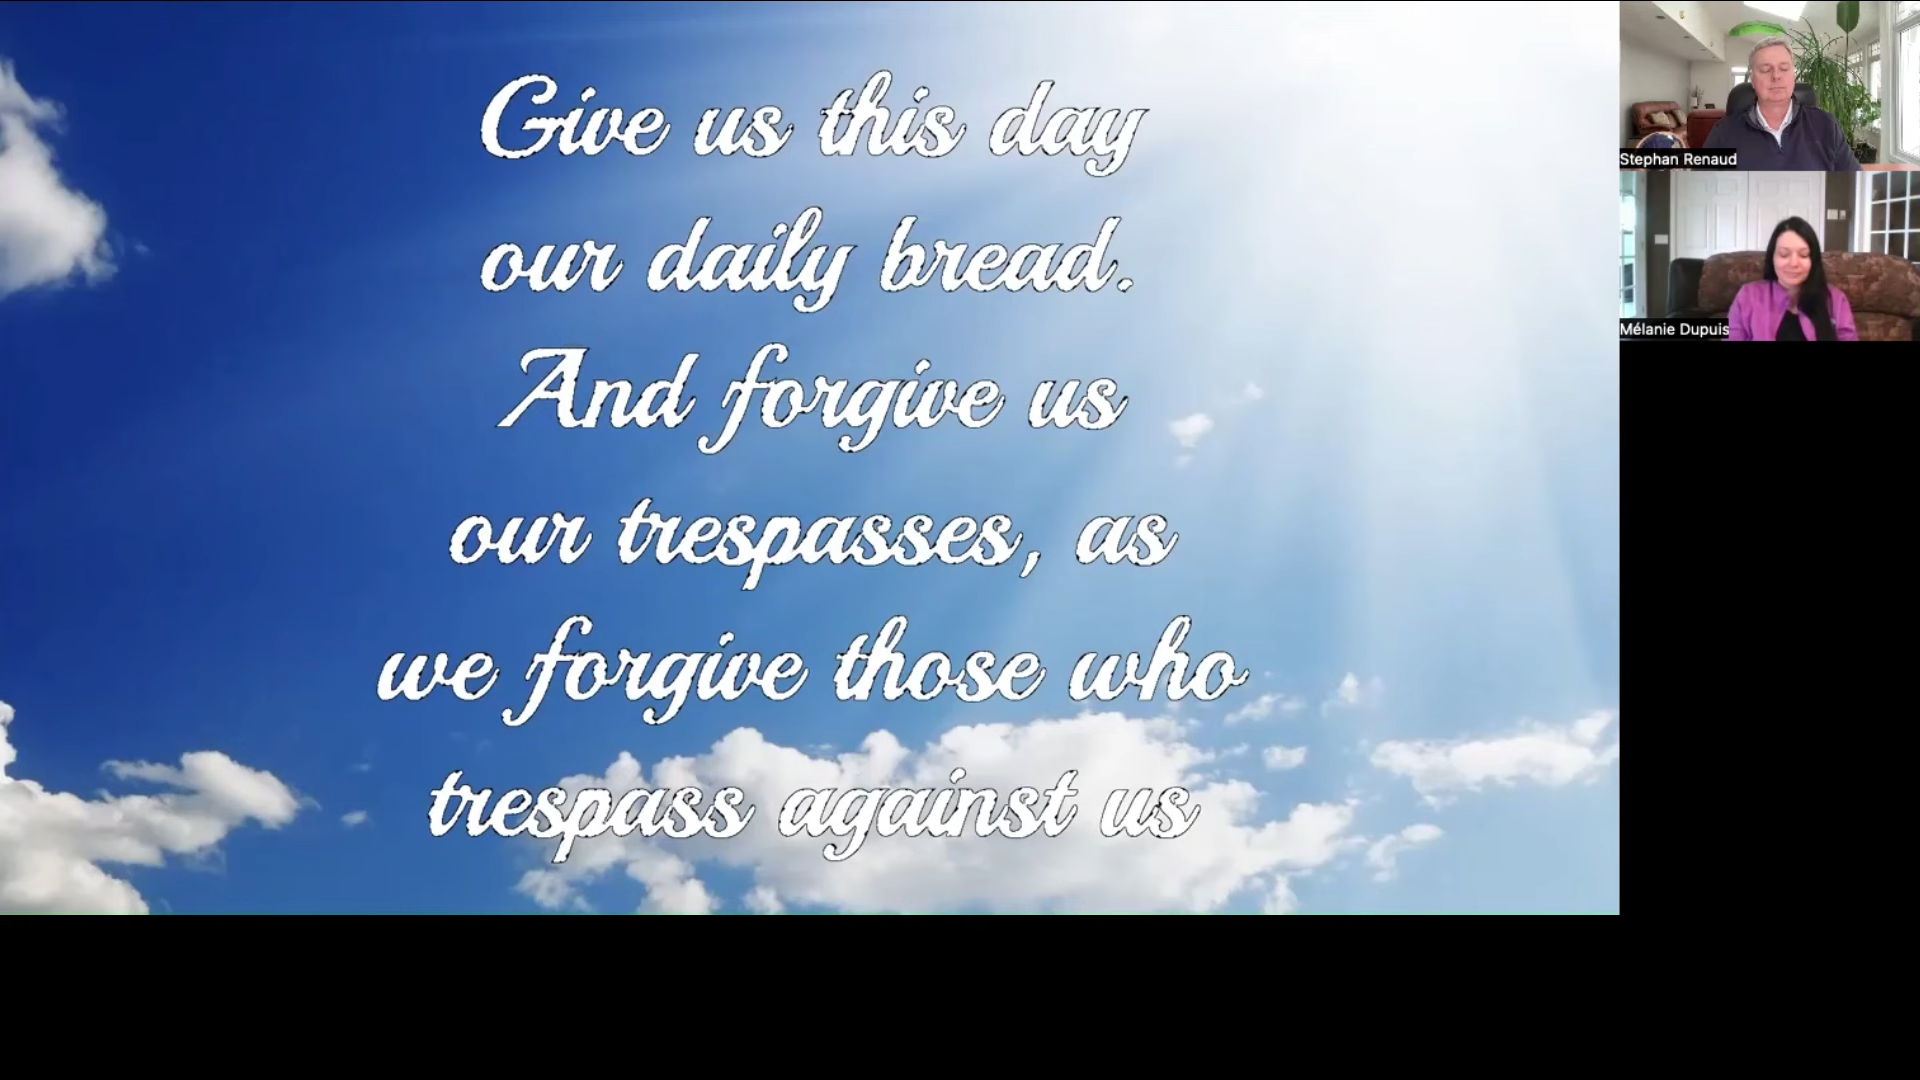 Give us this day
our daily bread.
And forgive us
our trespasses, as
we forgive those who
trespass against us
Stephan Renaud
Mélanie Dupuis